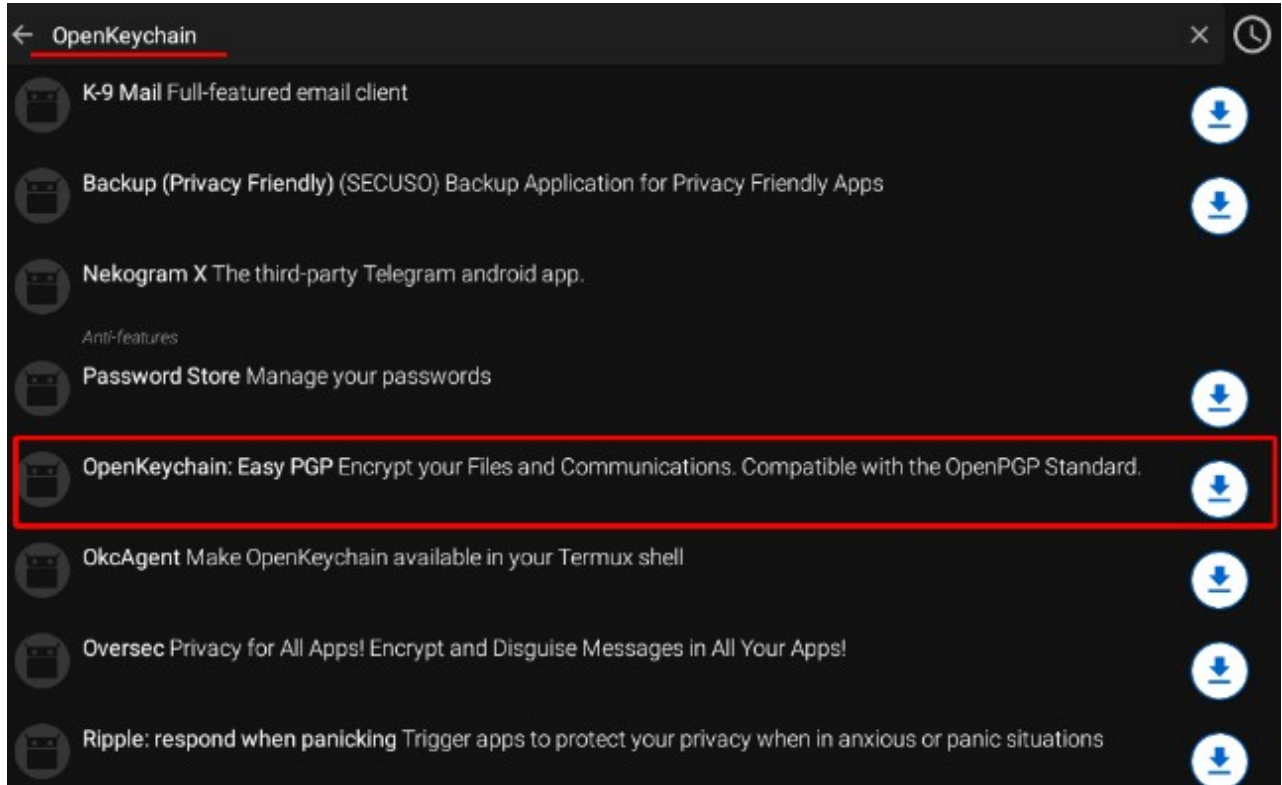 OpenKeychain
K-9 Mail Full-featured email client
Backup (Privacy Friendly) (SECUSO) Backup Application for Privacy Friendly Apps
Nekogram X The third-party Telegram android app.
Anti-features
Password Store Manage your passwords
OpenKeychain: Easy PGP Encrypt your Files and Communications. Compatible with the OpenPGP Standard.
OkcAgent Make OpenKeychain available in your Termux shell
Oversec Privacy for All Apps! Encrypt and Disguise Messages in All Your Apps!
Ripple: respond when panicking Trigger apps to protect your privacy when in anxious or panic situations